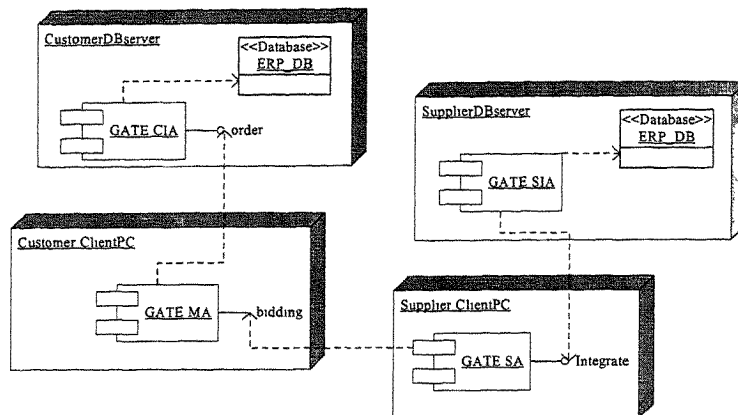 CustomerDBserver
<<Database>>
ERP_DB
GATE CIA
order
SupplierDBserver
<<Database>>
ERP_DB
GATE SIA
Customer ClientPC
GATE MA
bidding
Supplier ClientPC
GATE SA
Integrate